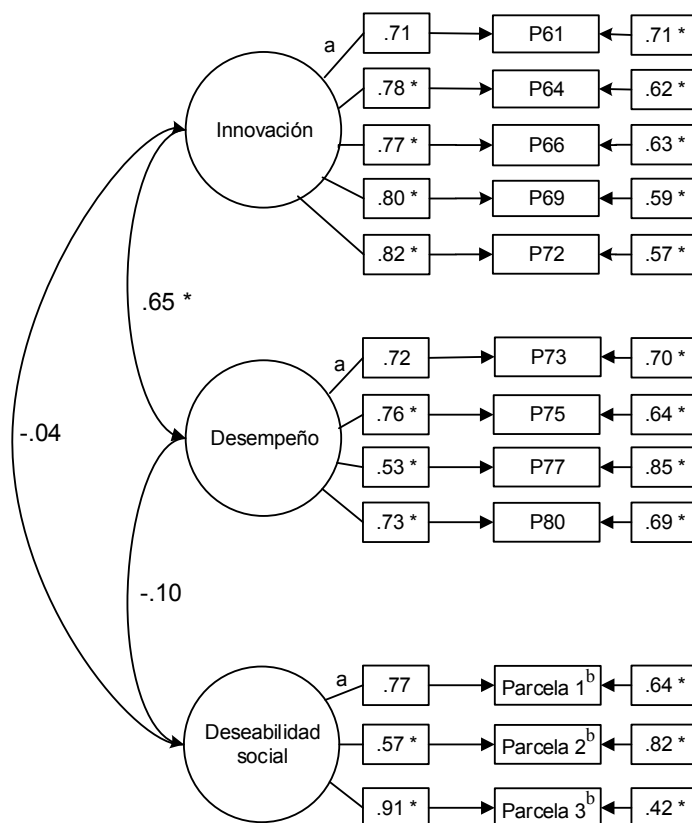 a .71 P61 .71 *
.78 * P64 .62 *
Innovación
.77 * P66 .63 *
.80 * P69 .59 *
.82 * P72 .57 *
.65 *
a .72 P73 .70 *
.76 * P75 .64 *
-.04
Desempeño
.53 * P77 .85 *
.73 * P80 .69 *
-.10
a .77 Parcela 1b .64 *
Deseabilidad
social
.57 * Parcela 2b .82 *
.91 * Parcela 3b .42 *